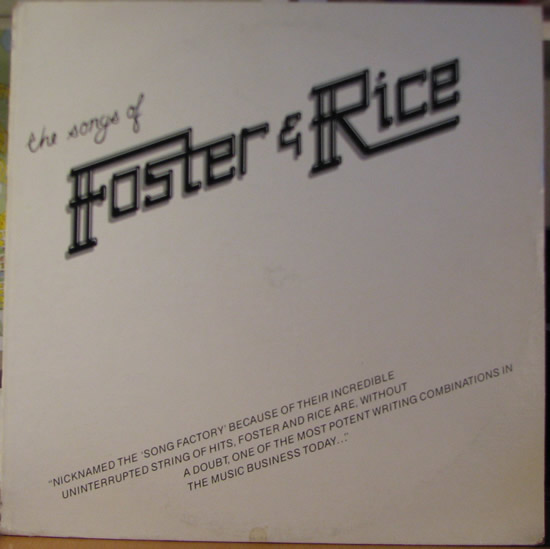 the songs of
Foster & Rice
"NICKNAMED THE 'SONG FACTORY' BECAUSE OF THEIR INCREDIBLE
UNINTERRUPTED STRING OF HITS, FOSTER AND RICE ARE, WITHOUT
A DOUBT, ONE OF THE MOST POTENT WRITING COMBINATIONS IN
THE MUSIC BUSINESS TODAY..."